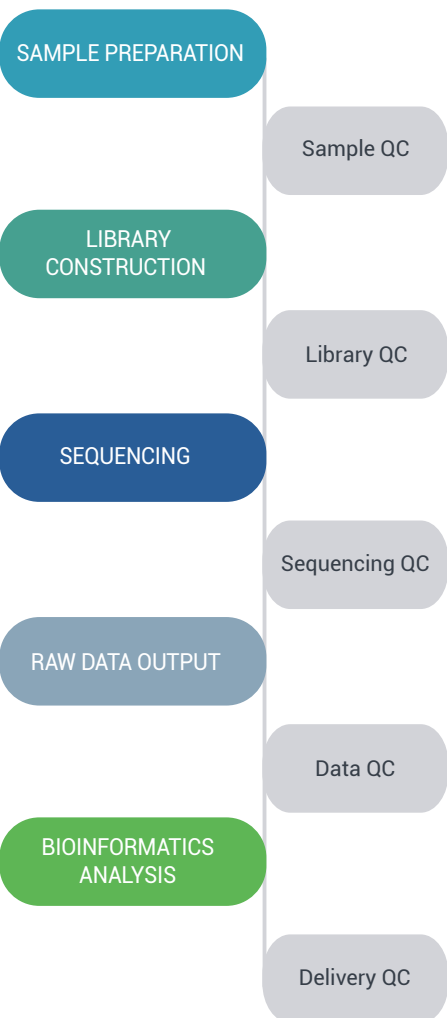 SAMPLE PREPARATION
Sample QC
LIBRARY
CONSTRUCTION
Library QC
SEQUENCING
Sequencing QC
RAW DATA OUTPUT
Data QC
BIOINFORMATICS
ANALYSIS
Delivery QC